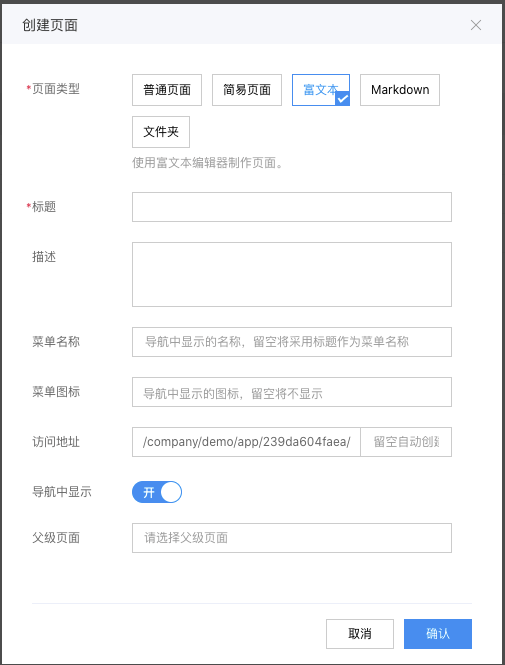 创建页面
*页面类型
普通页面 简易页面 富文本 Markdown
文件夹
使用富文本编辑器制作页面。
*标题
描述
菜单名称 导航中显示的名称，留空将采用标题作为菜单名称
菜单图标 导航中显示的图标，留空将不显示
访问地址 /company/demo/app/239da604faea/ 留空自动创建
导航中显示 开
父级页面 请选择父级页面
取消 确认